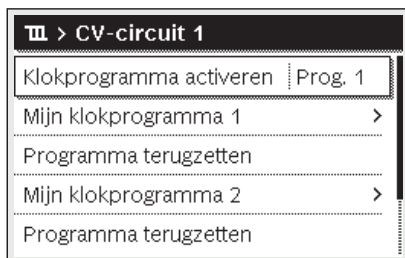 > CV-circuit 1
Klokprogramma activeren Prog. 1
Mijn klokprogramma 1 >
Programma terugzetten
Mijn klokprogramma 2 >
Programma terugzetten